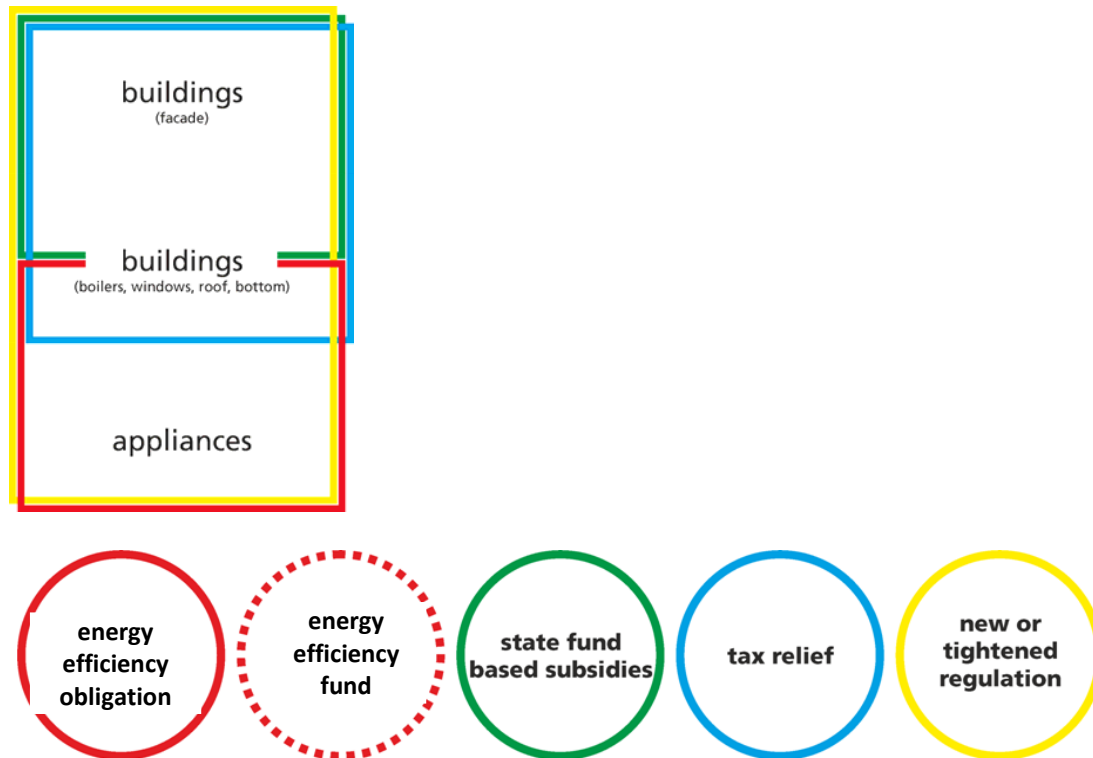 buildings
(facade)
buildings
(boilers, windows, roof, bottom)
appliances
energy
efficiency
obligation
energy
efficiency
fund
state fund
based subsidies
tax relief
new or
tightened
regulation